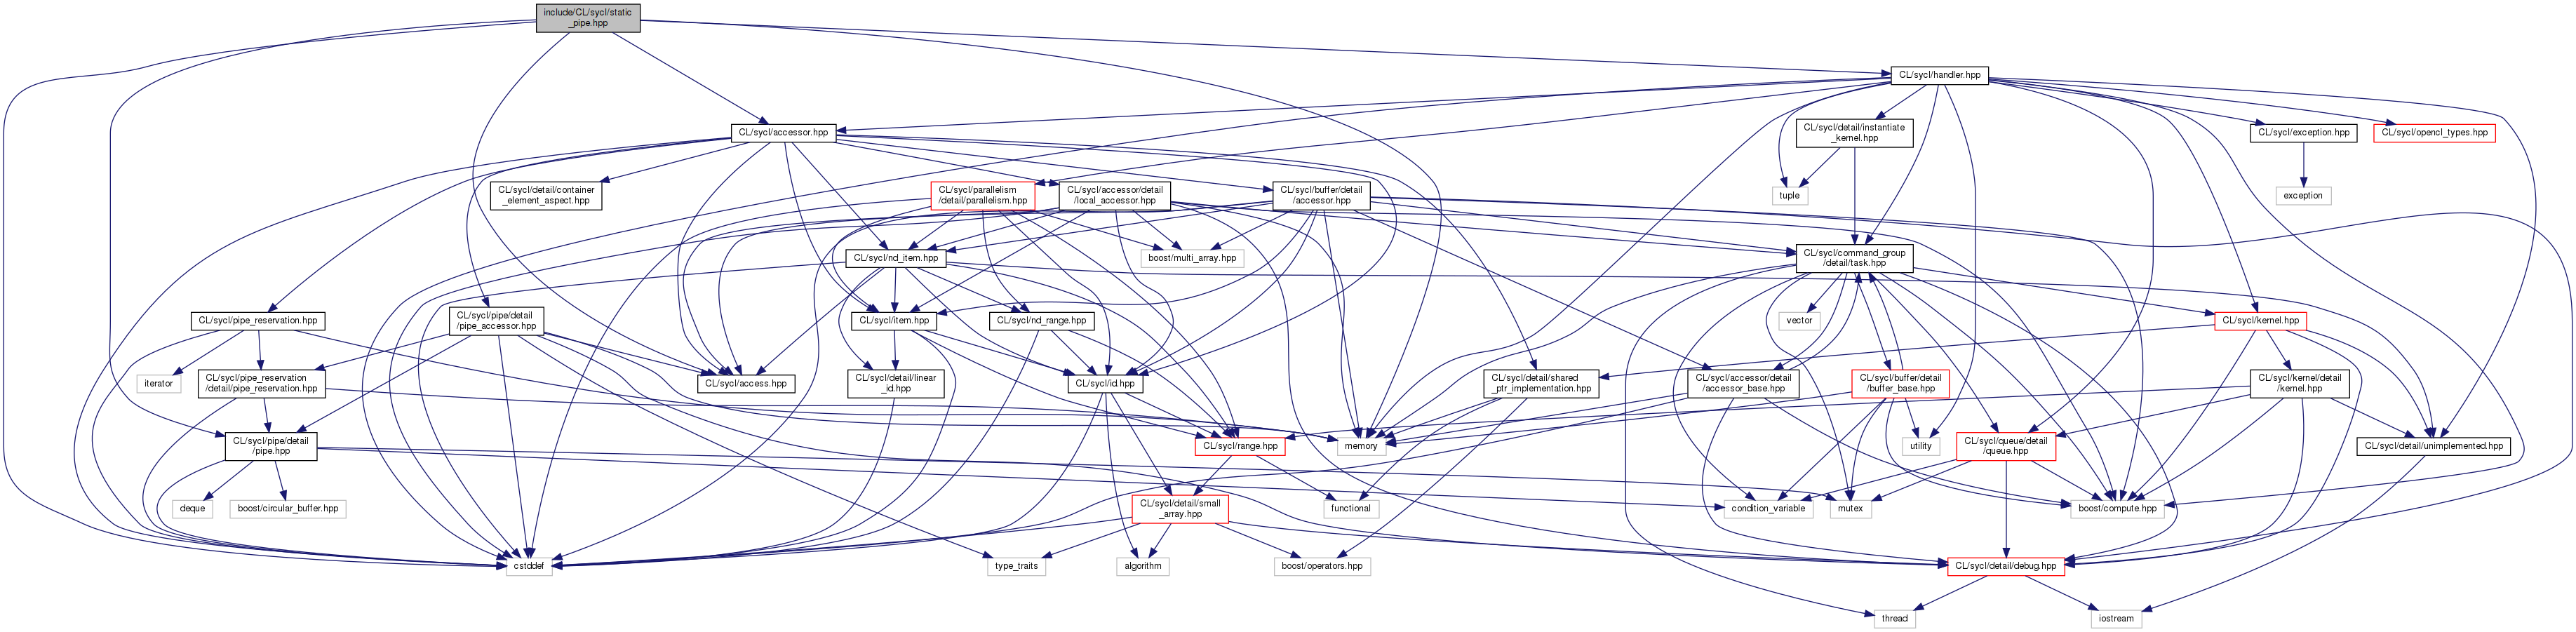 include/CL/sycl/static
_pipe.hpp
CL/sycl/handler.hpp
CL/sycl/accessor.hpp
CL/sycl/detail/instantiate
_kernel.hpp
CL/sycl/exception.hpp
CL/sycl/opencl_types.hpp
CL/sycl/detail/container
_element_aspect.hpp
CL/sycl/parallelism
/detail/parallelism.hpp
CL/sycl/accessor/detail
/local_accessor.hpp
CL/sycl/buffer/detail
/accessor.hpp
tuple
exception
CL/sycl/nd_item.hpp
boost/multi_array.hpp
CL/sycl/command_group
/detail/task.hpp
CL/sycl/pipe_reservation.hpp
CL/sycl/pipe/detail
/pipe_accessor.hpp
CL/sycl/item.hpp
CL/sycl/nd_range.hpp
vector
CL/sycl/kernel.hpp
iterator
CL/sycl/pipe_reservation
/detail/pipe_reservation.hpp
CL/sycl/access.hpp
CL/sycl/detail/linear
_id.hpp
CL/sycl/id.hpp
CL/sycl/detail/shared
_ptr_implementation.hpp
CL/sycl/accessor/detail
/accessor_base.hpp
CL/sycl/buffer/detail
/buffer_base.hpp
CL/sycl/kernel/detail
/kernel.hpp
CL/sycl/pipe/detail
/pipe.hpp
CL/sycl/range.hpp
memory
utility
CL/sycl/queue/detail
/queue.hpp
CL/sycl/detail/unimplemented.hpp
deque
boost/circular_buffer.hpp
CL/sycl/detail/small
_array.hpp
functional
condition_variable
mutex
boost/compute.hpp
cstddef
type_traits
algorithm
boost/operators.hpp
CL/sycl/detail/debug.hpp
thread
iostream